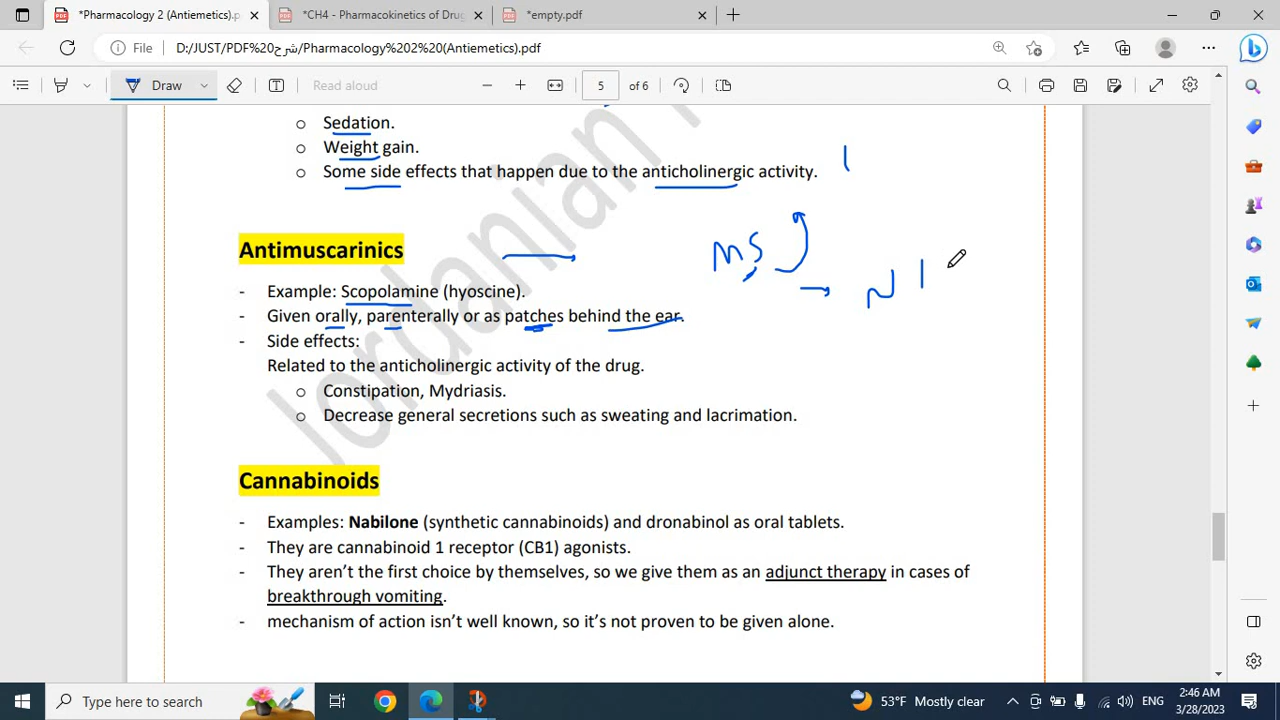 *Pharmacology 2 (Antiemetics).p
*CH4 - Pharmacokinetics of Drug
*empty.pdf
File
D:/JUST/PDF%20شرح/Pharmacology%202%20(Antiemetics).pdf
Draw
Read aloud
5
of 6
o Sedation.
o Weight gain.
o Some side effects that happen due to the anticholinergic activity.
Antimuscarinics
MS
N
- Example: Scopolamine (hyoscine).
- Given orally, parenterally or as patches behind the ear.
- Side effects:
Related to the anticholinergic activity of the drug.
o Constipation, Mydriasis.
o Decrease general secretions such as sweating and lacrimation.
Cannabinoids
- Examples: Nabilone (synthetic cannabinoids) and dronabinol as oral tablets.
- They are cannabinoid 1 receptor (CB1) agonists.
- They aren't the first choice by themselves, so we give them as an adjunct therapy in cases of
breakthrough vomiting.
- mechanism of action isn't well known, so it's not proven to be given alone.
Jordanian
Type here to search
53°F Mostly clear
ENG
2:46 AM
3/28/2023